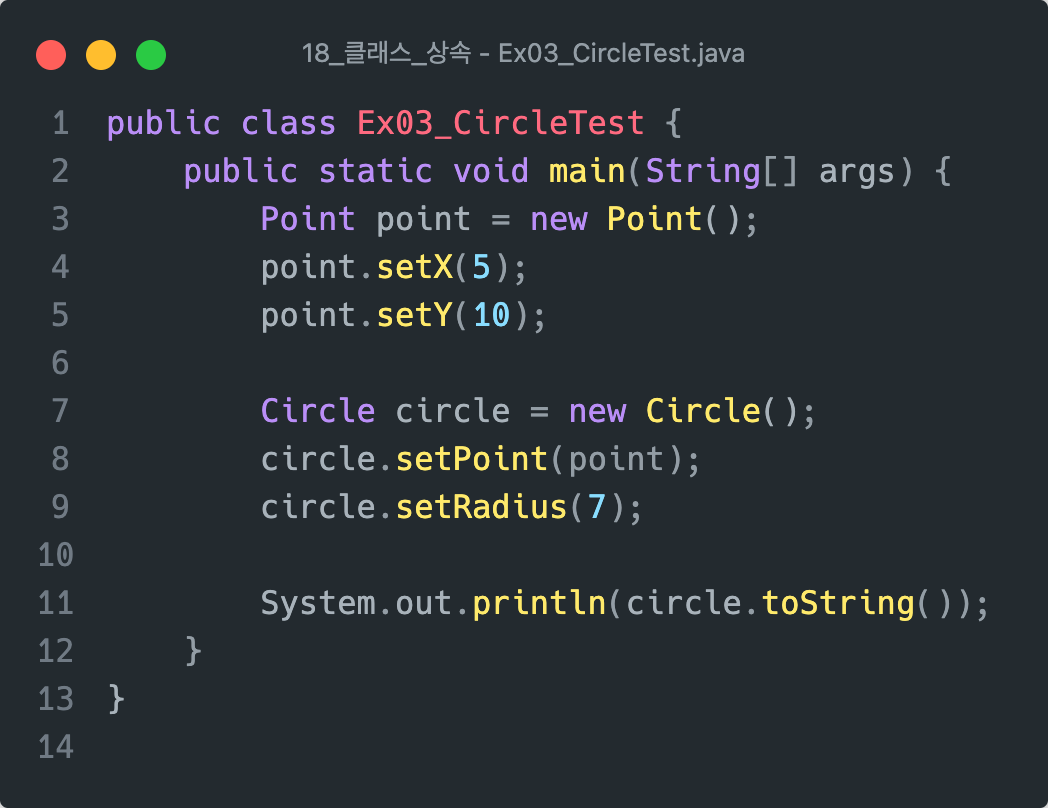 18_클래스_상속 - Ex03_CircleTest.java
1 public class Ex03_CircleTest {
2     public static void main(String[] args) {
3         Point point = new Point();
4         point.setX(5);
5         point.setY(10);
6
7         Circle circle = new Circle();
8         circle.setPoint(point);
9         circle.setRadius(7);
10
11         System.out.println(circle.toString());
12     }
13 }
14